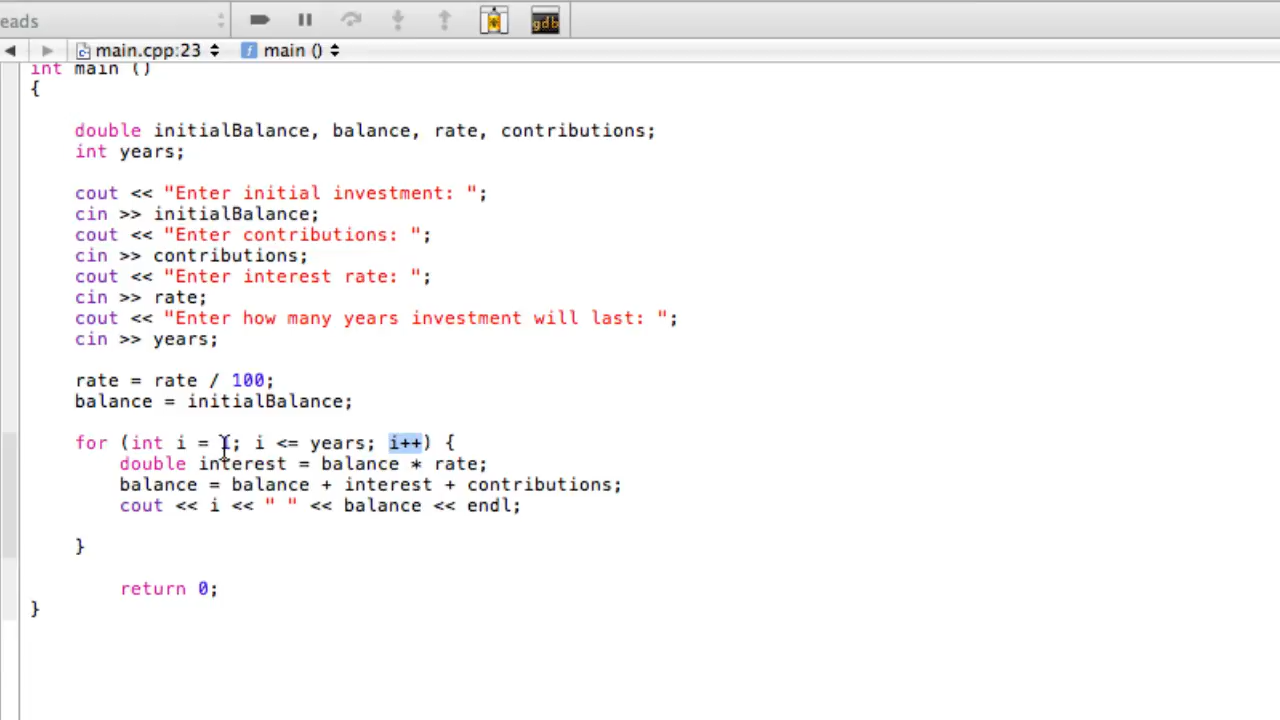 eads
gdb
main.cpp:23 f main ()
int main ()
{
double initialBalance, balance, rate, contributions;
int years;
cout << "Enter initial investment: ";
cin >> initialBalance;
cout << "Enter contributions: ";
cin >> contributions;
cout << "Enter interest rate: ";
cin >> rate;
cout << "Enter how many years investment will last: ";
cin >> years;
rate = rate / 100;
balance = initialBalance;
for (int i = 1; i <= years; i++) {
double interest = balance * rate;
balance = balance + interest + contributions;
cout << i << " " << balance << endl;
}
return 0;
}